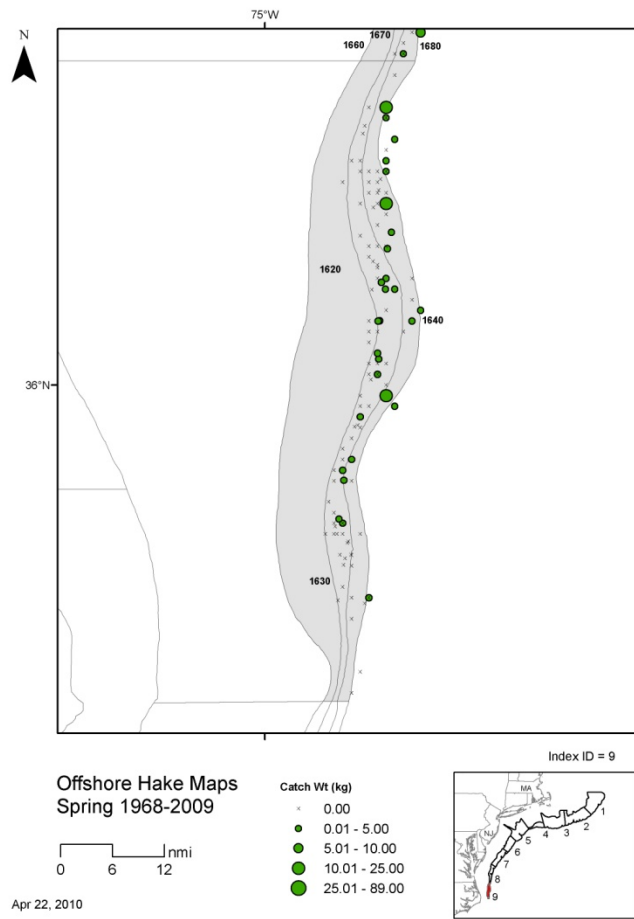 75°W
N
1670
1660
1680
1620
1640
36°N
1630
Index ID = 9
Offshore Hake Maps
Spring 1968-2009
0 6 12 nmi
Apr 22, 2010
Catch Wt (kg)
0.00
0.01 - 5.00
5.01 - 10.00
10.01 - 25.00
25.01 - 89.00
MA
NJ
1
2
3
4
5
6
7
8
9